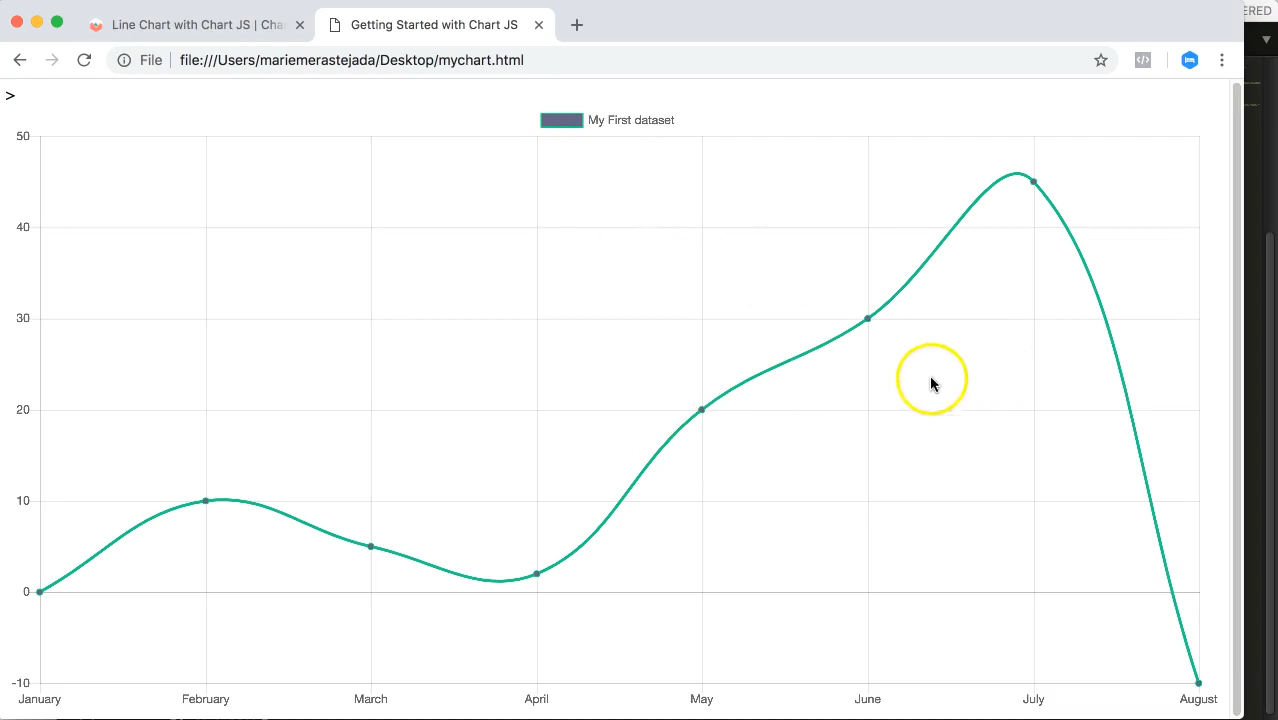 Line Chart with Chart JS | Cha
Getting Started with Chart JS
ERED
File
file:///Users/mariemerastejada/Desktop/mychart.html
>
My First dataset
50
40
30
20
10
0
-10
January February March April May June July August